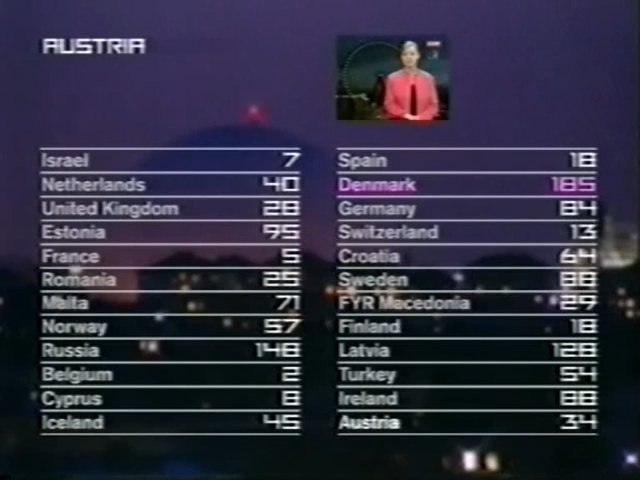 AUSTRIA
Israel 7
Netherlands 40
United Kingdom 28
Estonia 95
France 5
Romania 25
Malta 71
Norway 57
Russia 148
Belgium 2
Cyprus 8
Iceland 45
Spain 18
Denmark 185
Germany 84
Switzerland 13
Croatia 64
Sweden 88
FYR Macedonia 29
Finland 18
Latvia 128
Turkey 54
Ireland 88
Austria 34